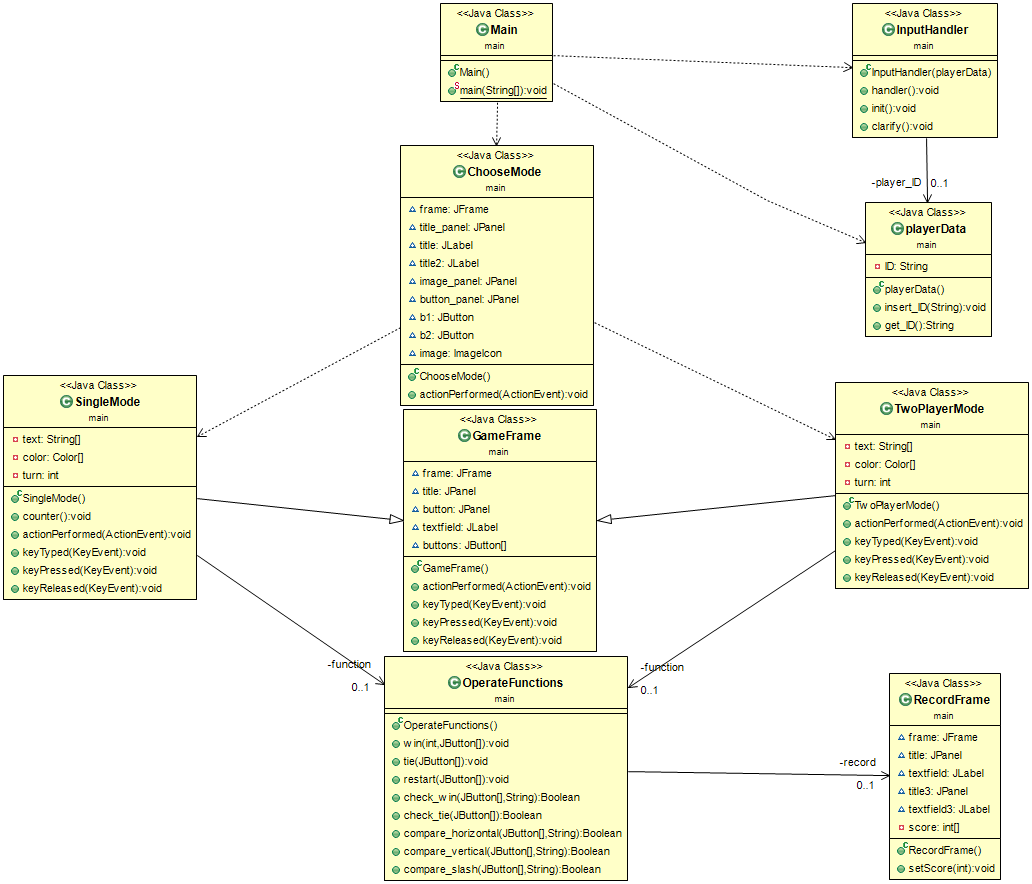 <<Java Class>>
Main
main
Main()
main(String[]):void
<<Java Class>>
InputHandler
main
InputHandler(playerData)
handler():void
init():void
clarify():void
-player_ID 0..1
<<Java Class>>
playerData
main
ID: String
playerData()
insert_ID(String):void
get_ID():String
<<Java Class>>
ChooseMode
main
frame: JFrame
title_panel: JPanel
title: JLabel
title2: JLabel
image_panel: JPanel
button_panel: JPanel
b1: JButton
b2: JButton
image: ImageIcon
ChooseMode()
actionPerformed(ActionEvent):void
<<Java Class>>
SingleMode
main
text: String[]
color: Color[]
turn: int
SingleMode()
counter():void
actionPerformed(ActionEvent):void
keyTyped(KeyEvent):void
keyPressed(KeyEvent):void
keyReleased(KeyEvent):void
<<Java Class>>
GameFrame
main
frame: JFrame
title: JPanel
button: JPanel
textfield: JLabel
buttons: JButton[]
GameFrame()
actionPerformed(ActionEvent):void
keyTyped(KeyEvent):void
keyPressed(KeyEvent):void
keyReleased(KeyEvent):void
<<Java Class>>
TwoPlayerMode
main
text: String[]
color: Color[]
turn: int
TwoPlayerMode()
actionPerformed(ActionEvent):void
keyTyped(KeyEvent):void
keyPressed(KeyEvent):void
keyReleased(KeyEvent):void
-function
0..1
-function
0..1
<<Java Class>>
OperateFunctions
main
OperateFunctions()
win(int,JButton[]):void
tie(JButton[]):void
restart(JButton[]):void
check_win(JButton[],String):Boolean
check_tie(JButton[]):Boolean
compare_horizontal(JButton[],String):Boolean
compare_vertical(JButton[],String):Boolean
compare_slash(JButton[],String):Boolean
-record
0..1
<<Java Class>>
RecordFrame
main
frame: JFrame
title: JPanel
textfield: JLabel
title3: JPanel
textfield3: JLabel
score: int[]
RecordFrame()
setScore(int):void